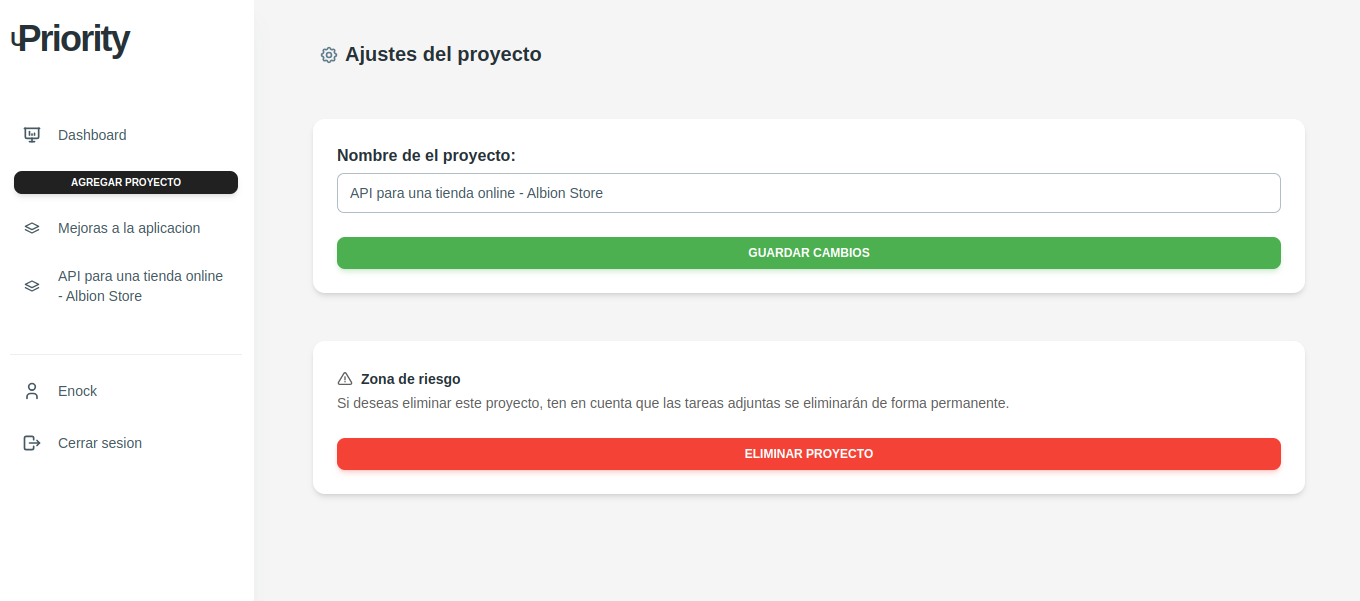 uPriority
Dashboard
AGREGAR PROYECTO
Mejoras a la aplicacion
API para una tienda online
- Albion Store
Enock
Cerrar sesion
Ajustes del proyecto
Nombre de el proyecto:
API para una tienda online - Albion Store
GUARDAR CAMBIOS
Zona de riesgo
Si deseas eliminar este proyecto, ten en cuenta que las tareas adjuntas se eliminarán de forma permanente.
ELIMINAR PROYECTO